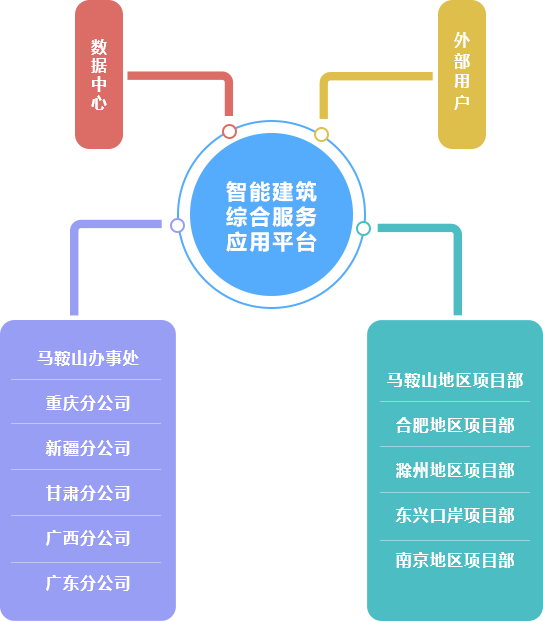 数据中心
外部用户
智能建筑
综合服务
应用平台
马鞍山办事处
重庆分公司
新疆分公司
甘肃分公司
广西分公司
广东分公司
马鞍山地区项目部
合肥地区项目部
滁州地区项目部
东兴口岸项目部
南京地区项目部